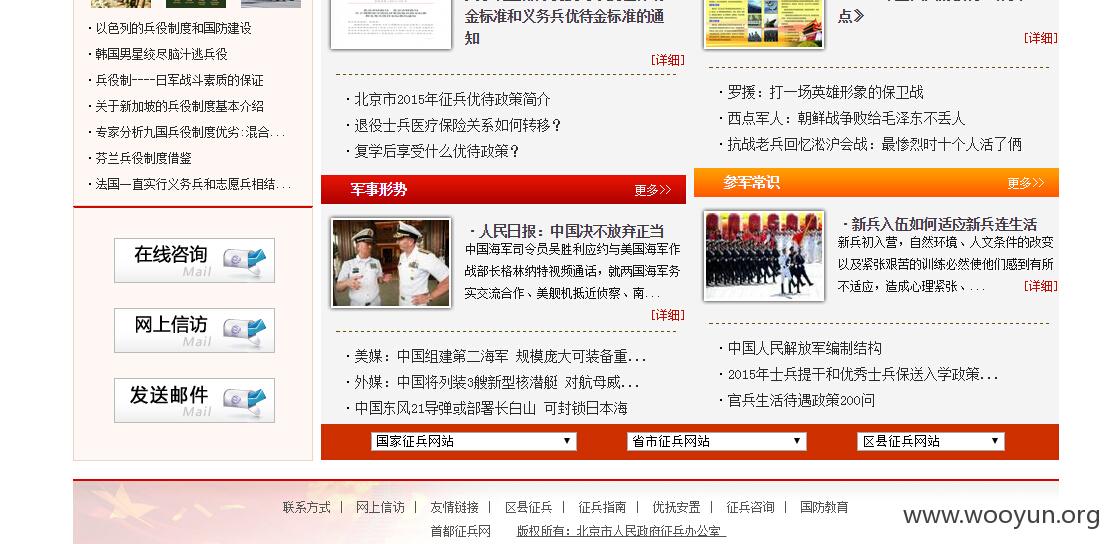 · 以色列的兵役制度和国防建设
· 韩国男星绞尽脑汁逃兵役
· 兵役制----日军战斗素质的保证
· 关于新加坡的兵役制度基本介绍
· 专家分析九国兵役制度优劣:混合...
· 芬兰兵役制度借鉴
· 法国一直实行义务兵和志愿兵相结...
在线咨询
Mail
网上信访
Mail
发送邮件
Mail
金标准和义务兵优待金标准的通
知
[详细]
· 北京市2015年征兵优待政策简介
· 退役士兵医疗保险关系如何转移？
· 复学后享受什么优待政策？
军事形势 更多>>
· 人民日报：中国决不放弃正当
中国海军司令员吴胜利应约与美国海军作
战部长格林纳特视频通话，就两国海军务
实交流合作、美舰机抵近侦察、南...
[详细]
· 美媒：中国组建第二海军 规模庞大可装备重...
· 外媒：中国将列装3艘新型核潜艇 对航母威...
· 中国东风21导弹或部署长白山 可封锁日本海
点》
[详细]
· 罗援：打一场英雄形象的保卫战
· 西点军人：朝鲜战争败给毛泽东不丢人
· 抗战老兵回忆淞沪会战：最惨烈时十个人活了俩
参军常识 更多>>
· 新兵入伍如何适应新兵连生活
新兵初入营，自然环境、人文条件的改变
以及紧张艰苦的训练必然使他们感到有所
不适应，造成心理紧张、... [详细]
· 中国人民解放军编制结构
· 2015年士兵提干和优秀士兵保送入学政策...
· 官兵生活待遇政策200问
国家征兵网站 省市征兵网站 区县征兵网站
联系方式 | 网上信访 | 友情链接 | 区县征兵 | 征兵指南 | 优抚安置 | 征兵咨询 | 国防教育
首都征兵网 版权所有：北京市人民政府征兵办公室
www.wooyun.org